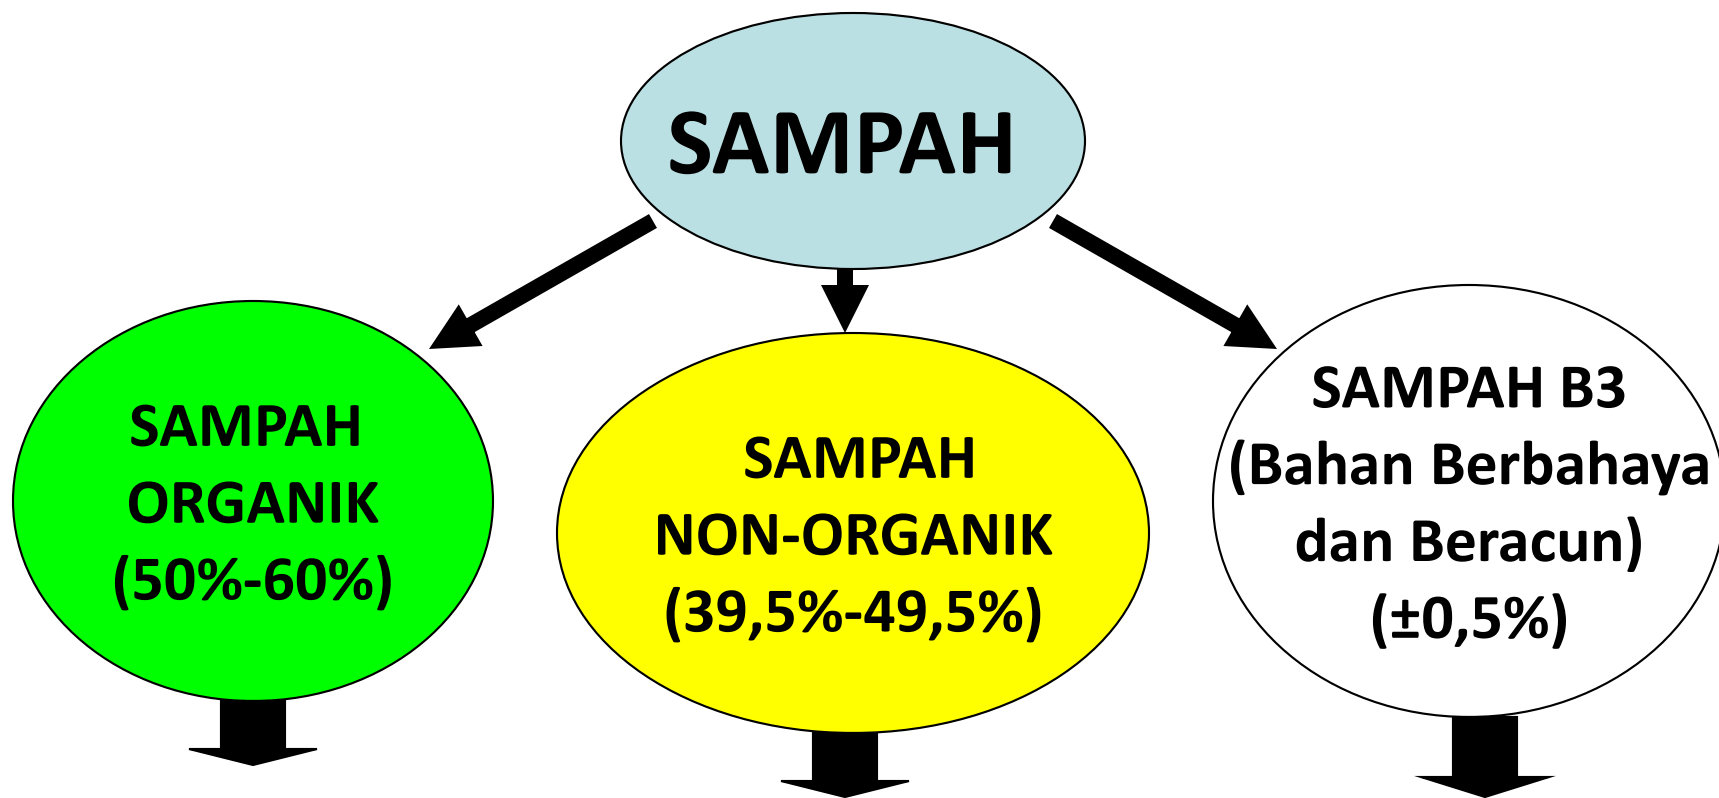 SAMPAH
SAMPAH
ORGANIK
(50%-60%)
SAMPAH
NON-ORGANIK
(39,5%-49,5%)
SAMPAH B3
(Bahan Berbahaya
dan Beracun)
(±0,5%)